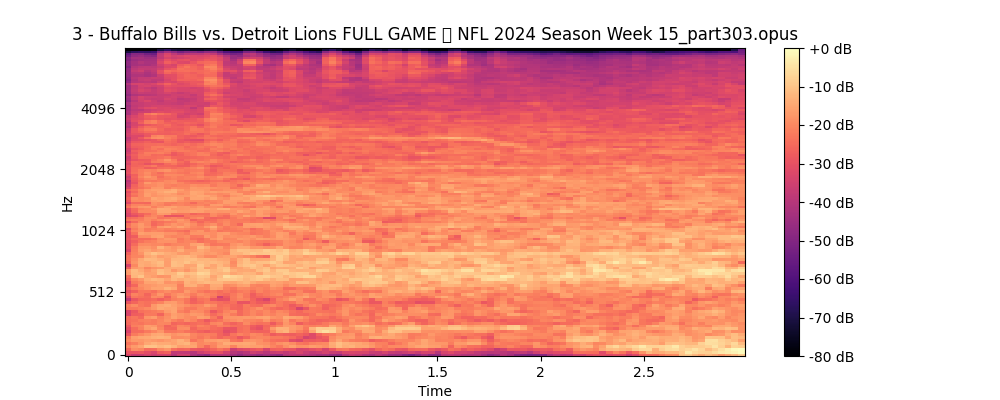 3 - Buffalo Bills vs. Detroit Lions FULL GAME ▯ NFL 2024 Season Week 15_part303.opus
+0 dB
-10 dB
-20 dB
-30 dB
-40 dB
-50 dB
-60 dB
-70 dB
-80 dB
4096
2048
1024
512
0
Hz
0 0.5 1 1.5 2 2.5
Time